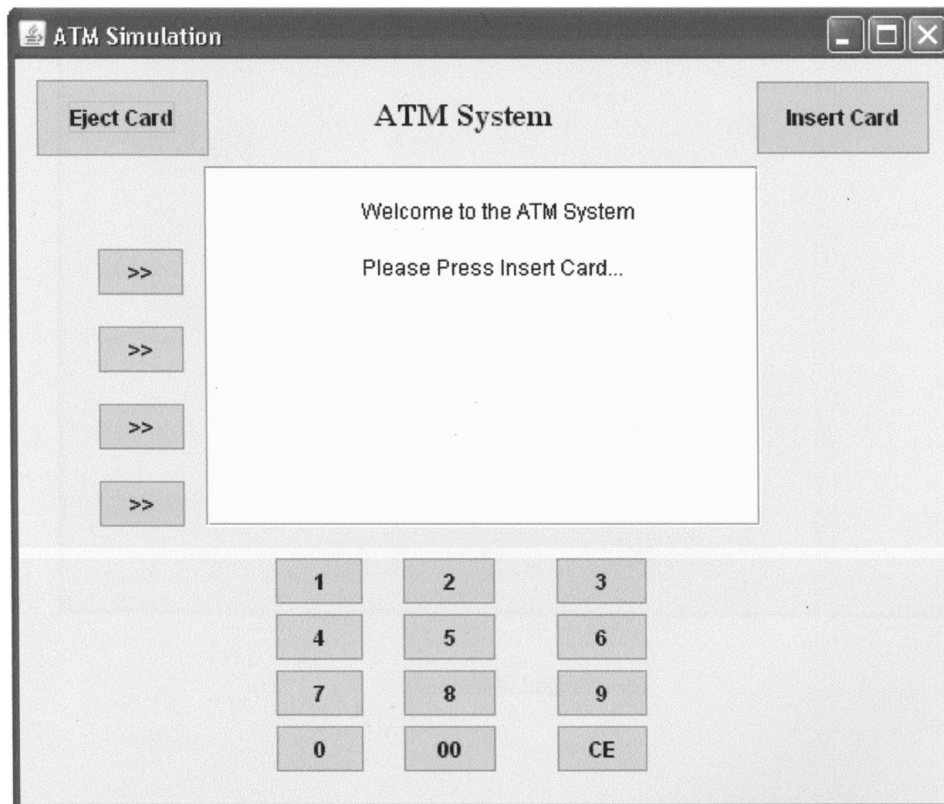 ATM Simulation
Eject Card
ATM System
Insert Card
Welcome to the ATM System
Please Press Insert Card...
>>
>>
>>
>>
1 2 3
4 5 6
7 8 9
0 00 CE